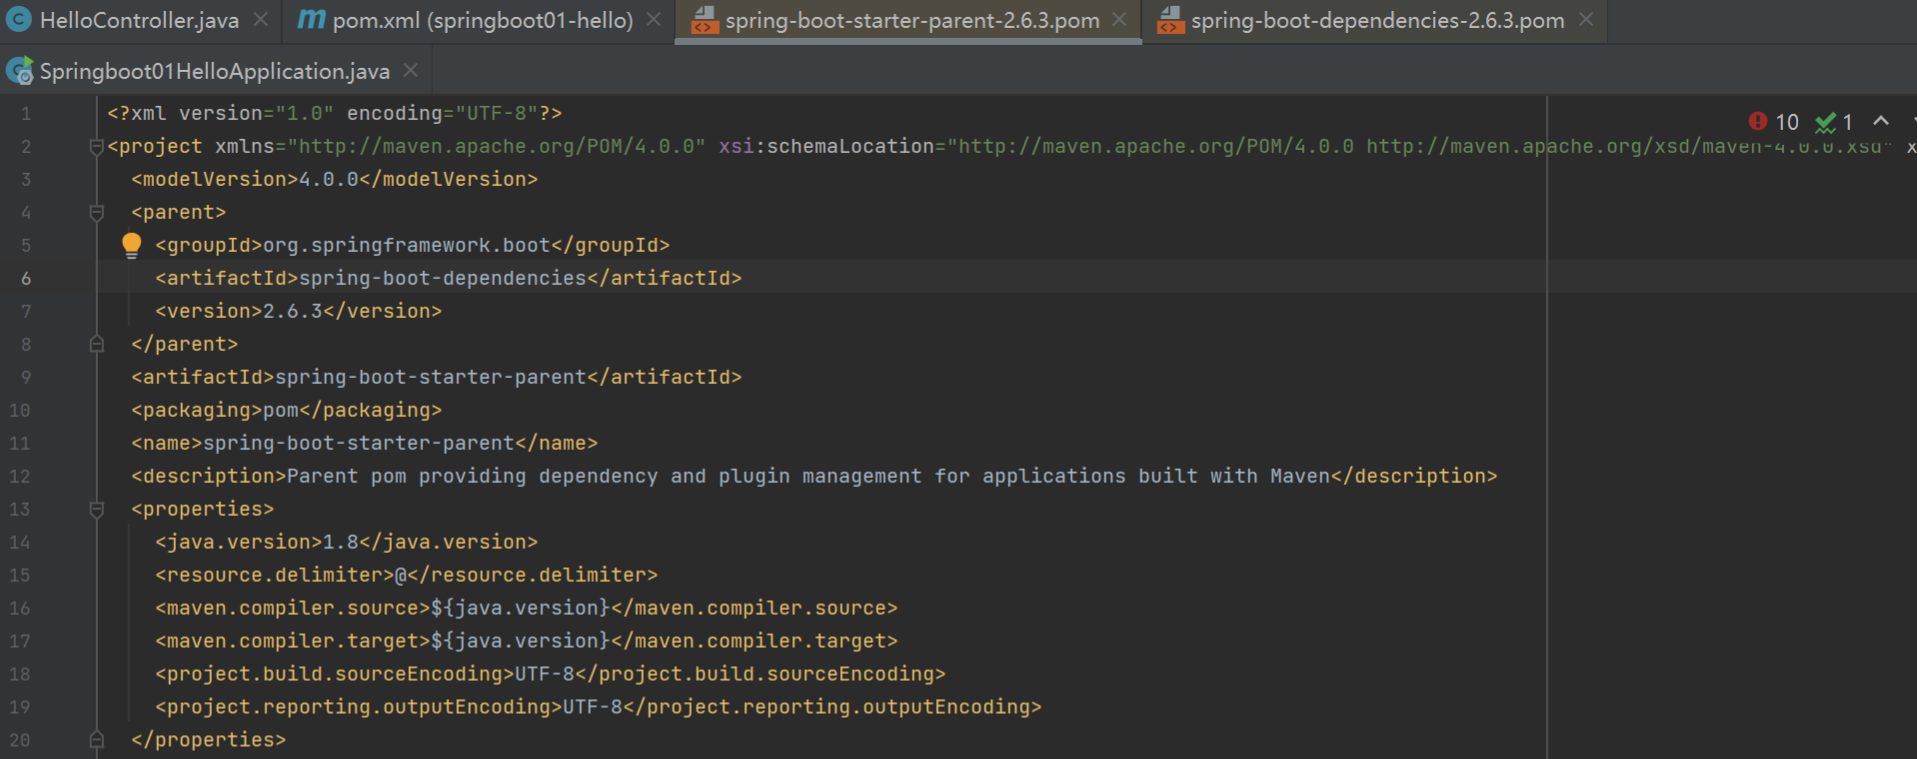 HelloController.java
pom.xml (springboot01-hello)
spring-boot-starter-parent-2.6.3.pom
spring-boot-dependencies-2.6.3.pom
Springboot01HelloApplication.java
10 1
1 <?xml version="1.0" encoding="UTF-8"?>
2 <project xmlns="http://maven.apache.org/POM/4.0.0" xsi:schemaLocation="http://maven.apache.org/POM/4.0.0 http://maven.apache.org/xsd/maven-4.0.0.xsd" x
3 <modelVersion>4.0.0</modelVersion>
4 <parent>
5 <groupId>org.springframework.boot</groupId>
6 <artifactId>spring-boot-dependencies</artifactId>
7 <version>2.6.3</version>
8 </parent>
9 <artifactId>spring-boot-starter-parent</artifactId>
10 <packaging>pom</packaging>
11 <name>spring-boot-starter-parent</name>
12 <description>Parent pom providing dependency and plugin management for applications built with Maven</description>
13 <properties>
14 <java.version>1.8</java.version>
15 <resource.delimiter>@</resource.delimiter>
16 <maven.compiler.source>${java.version}</maven.compiler.source>
17 <maven.compiler.target>${java.version}</maven.compiler.target>
18 <project.build.sourceEncoding>UTF-8</project.build.sourceEncoding>
19 <project.reporting.outputEncoding>UTF-8</project.reporting.outputEncoding>
20 </properties>